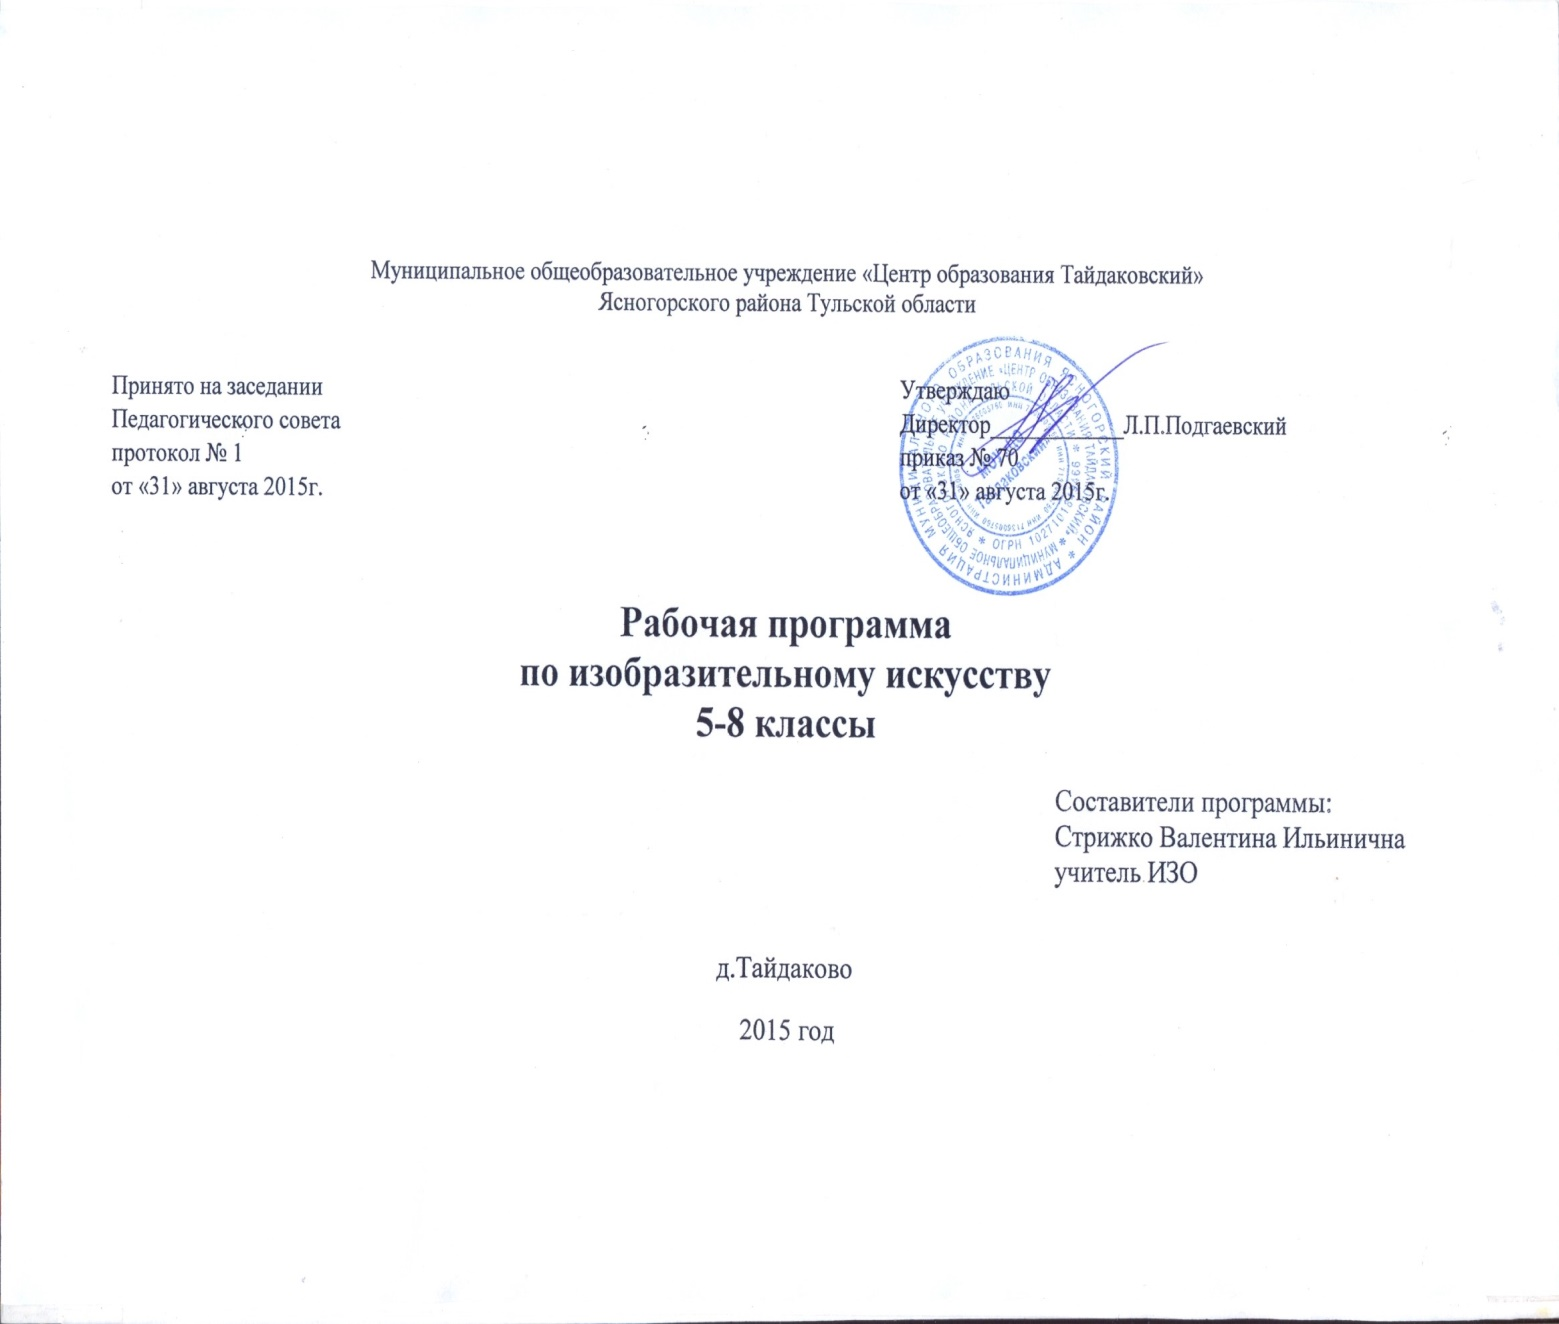 Муниципальное общеобразовательное учреждение «Центр образования Тайдаковский»
Ясногорского района Тульской области
Принято на заседании
Педагогического совета
протокол № 1
от «31» августа 2015г.
Утверждаю
Директор____________Л.П.Подгаевский
приказ № 70
от «31» августа 2015г.
Рабочая программа
по изобразительному искусству
5-8 классы
Составители программы:
Стрижко Валентина Ильинична
учитель ИЗО
д.Тайдаково
2015 год